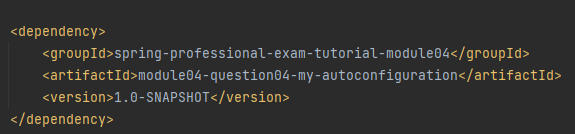 <dependency>
<groupId>spring-professional-exam-tutorial-module04</groupId>
<artifactId>module04-question04-my-autoconfiguration</artifactId>
<version>1.0-SNAPSHOT</version>
</dependency>